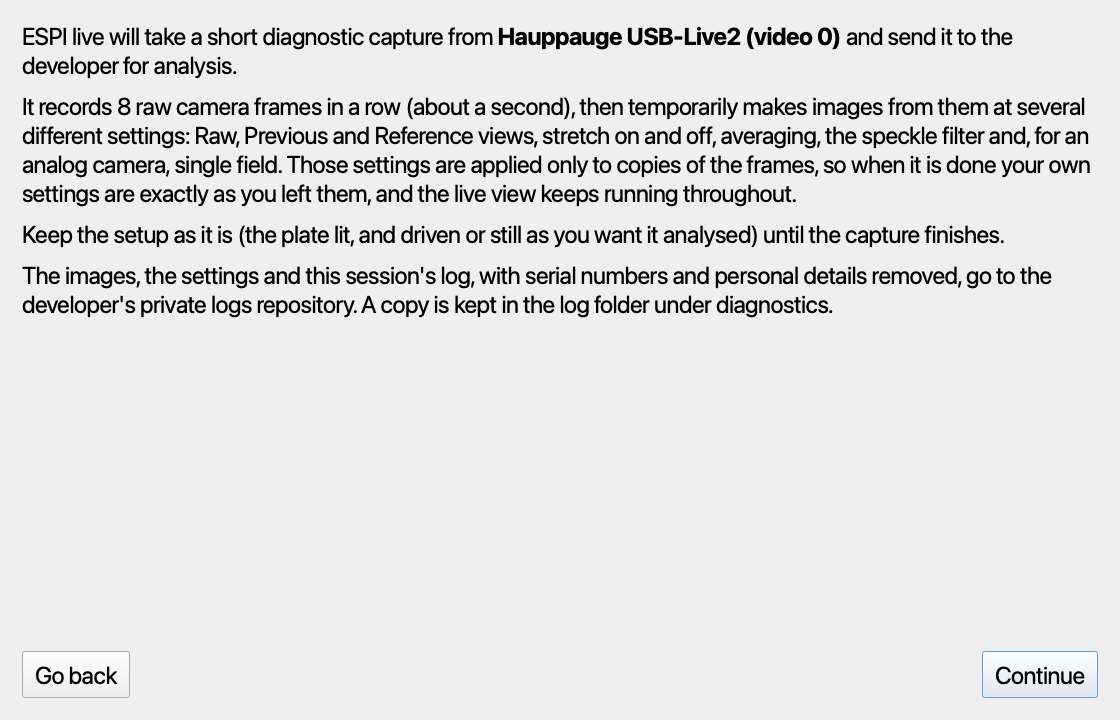 ESPI live will take a short diagnostic capture from Hauppauge USB-Live2 (video 0) and send it to the
developer for analysis.
It records 8 raw camera frames in a row (about a second), then temporarily makes images from them at several
different settings: Raw, Previous and Reference views, stretch on and off, averaging, the speckle filter and, for an
analog camera, single field. Those settings are applied only to copies of the frames, so when it is done your own
settings are exactly as you left them, and the live view keeps running throughout.
Keep the setup as it is (the plate lit, and driven or still as you want it analysed) until the capture finishes.
The images, the settings and this session's log, with serial numbers and personal details removed, go to the
developer's private logs repository. A copy is kept in the log folder under diagnostics.
Go back
Continue